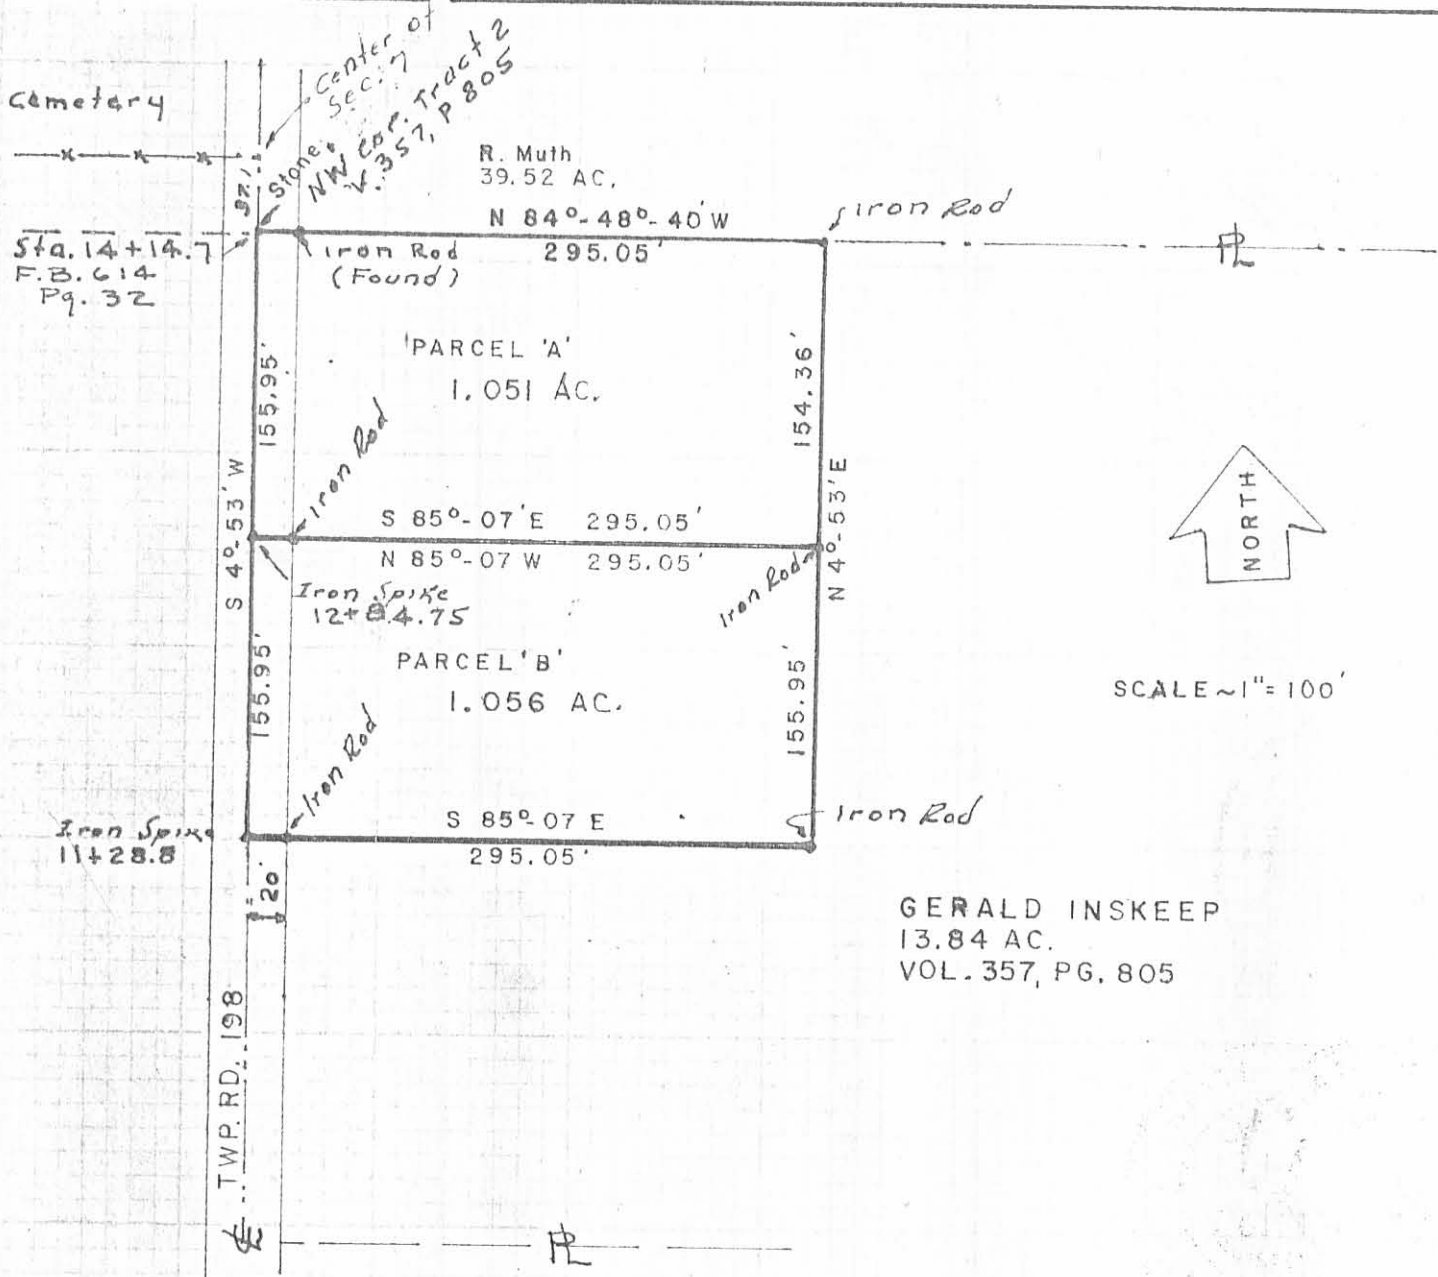 Center of
Sec. 7
Cemetery
Stone
NW Cor. Tract 2
V. 357, P 805
R. Muth
39.52 AC.
N 84°-48°-40'W
295.05'
Iron Rod
PL
Sta. 14+14.7
F.B. 614
Pg. 32
Iron Rod
(Found)
'PARCEL 'A'
1.051 AC.
155.95'
154.36'
Iron Rod
S 4°-53' W
N 4°-53'E
S 85°-07'E 295.05'
N 85°-07 W 295.05'
Iron Spike
12+84.75
Iron Rod
NORTH
PARCEL 'B'
1.056 AC.
155.95'
155.95'
SCALE ~ 1" = 100'
Iron Rod
Iron Spike
11+28.8
S 85°-07 E
295.05'
Iron Rod
20'
GERALD INSKEEP
13.84 AC.
VOL. 357, PG. 805
TWP. RD. 198
CL
PL